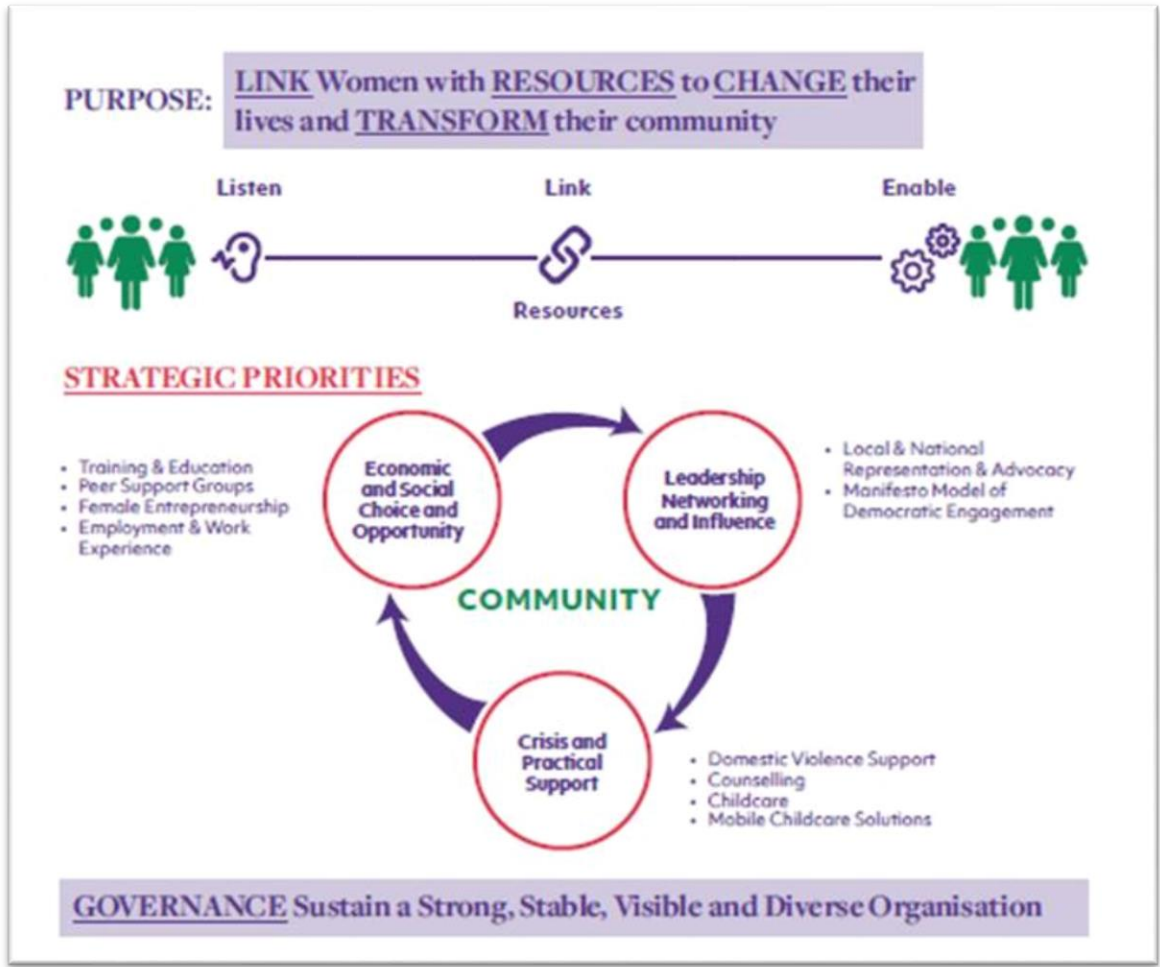 PURPOSE:
LINK Women with RESOURCES to CHANGE their
lives and TRANSFORM their community
Listen
Link
Enable
Resources
STRATEGIC PRIORITIES
• Training & Education
• Peer Support Groups
• Female Entrepreneurship
• Employment & Work
Experience
Economic
and Social
Choice and
Opportunity
Leadership
Networking
and Influence
• Local & National
Representation & Advocacy
• Manifesto Model of
Democratic Engagement
COMMUNITY
Crisis and
Practical
Support
• Domestic Violence Support
• Counselling
• Childcare
• Mobile Childcare Solutions
GOVERNANCE Sustain a Strong, Stable, Visible and Diverse Organisation